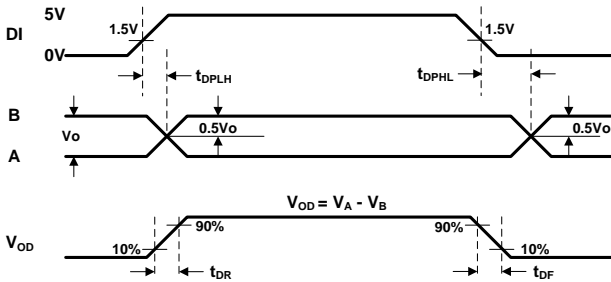 5V
DI
1.5V
1.5V
0V
tDPLH
tDPHL
B
Vo
0.5Vo
0.5Vo
A
VOD = VA - VB
90%
90%
VOD
10%
10%
tDR
tDF